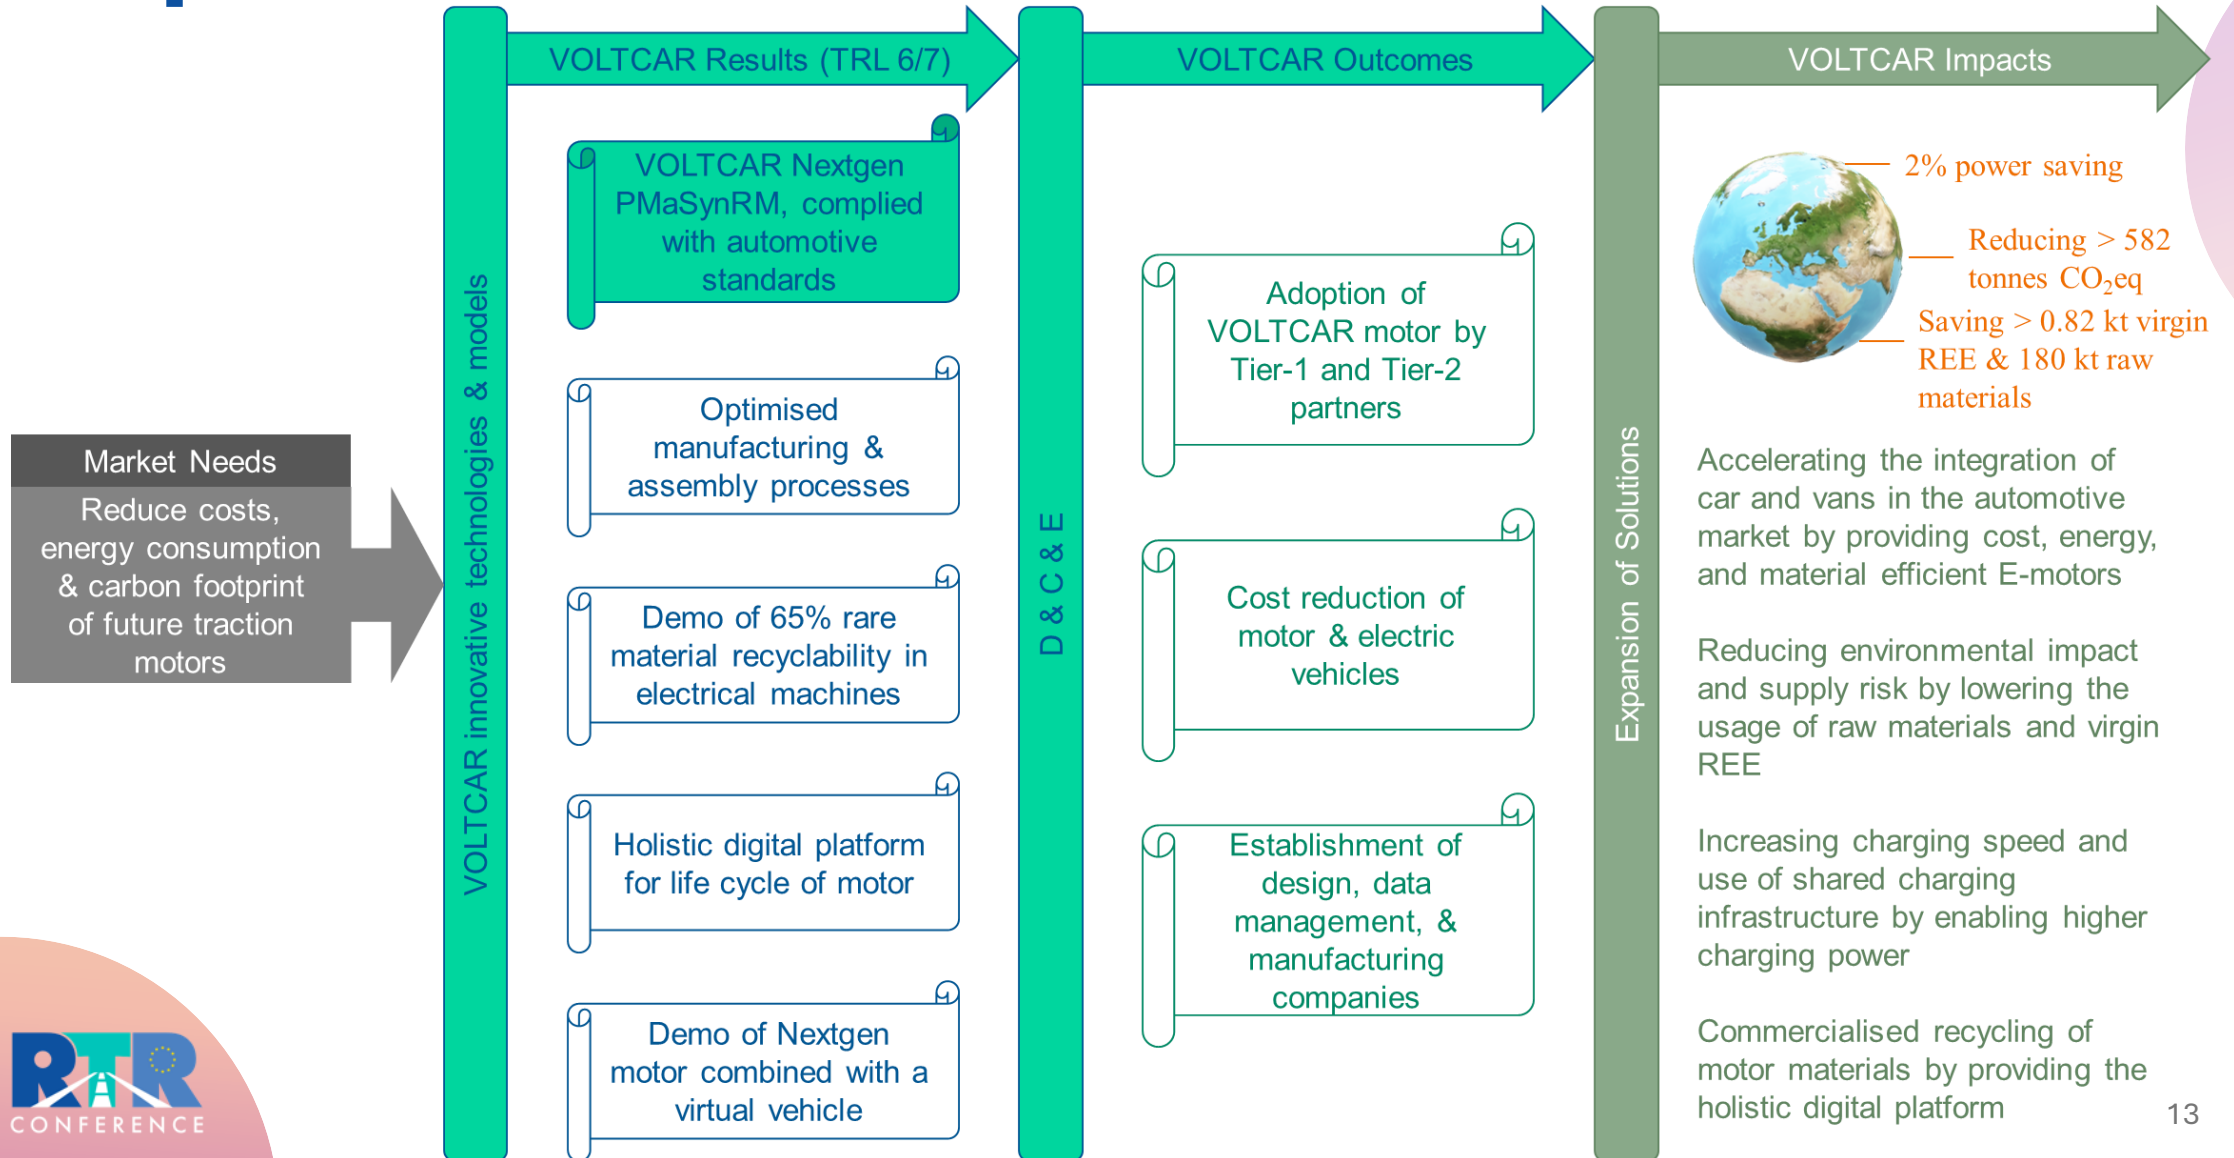 Market Needs
Reduce costs,
energy consumption
& carbon footprint
of future traction
motors
VOLTCAR innovative technologies & models
VOLTCAR Results (TRL 6/7)
VOLTCAR Nextgen
PMaSynRM, complied
with automotive
standards
Optimised
manufacturing &
assembly processes
Demo of 65% rare
material recyclability in
electrical machines
Holistic digital platform
for life cycle of motor
Demo of Nextgen
motor combined with a
virtual vehicle
D & C & E
VOLTCAR Outcomes
Adoption of
VOLTCAR motor by
Tier-1 and Tier-2
partners
Cost reduction of
motor & electric
vehicles
Establishment of
design, data
management, &
manufacturing
companies
Expansion of Solutions
VOLTCAR Impacts
2% power saving
Reducing > 582
tonnes CO₂eq
Saving > 0.82 kt virgin
REE & 180 kt raw
materials
Accelerating the integration of
car and vans in the automotive
market by providing cost, energy,
and material efficient E-motors
Reducing environmental impact
and supply risk by lowering the
usage of raw materials and virgin
REE
Increasing charging speed and
use of shared charging
infrastructure by enabling higher
charging power
Commercialised recycling of
motor materials by providing the
holistic digital platform
RTR
CONFERENCE
13